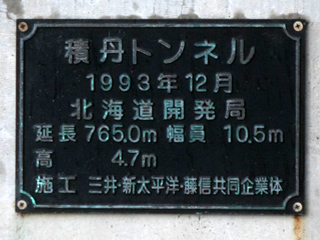 積丹トンネル
1993年12月
北海道開発局
延長 765.0m 幅員 10.5m
高 4.7m
施工 三井・新太平洋・藤信共同企業体